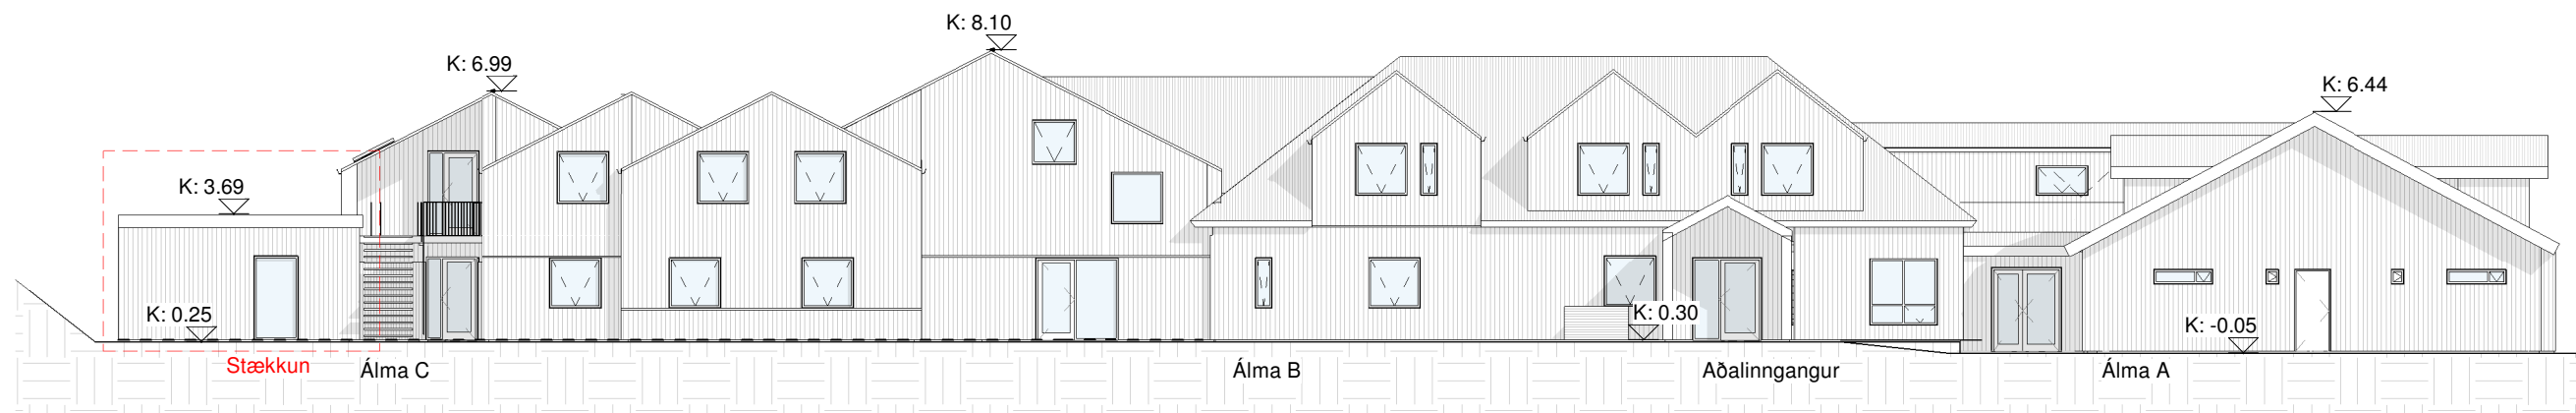 K: 8.10
K: 6.99
K: 6.44
K: 3.69
K: 0.25
K: 0.30
K: -0.05
Stækkun
Álma C
Álma B
Aðalinngangur
Álma A